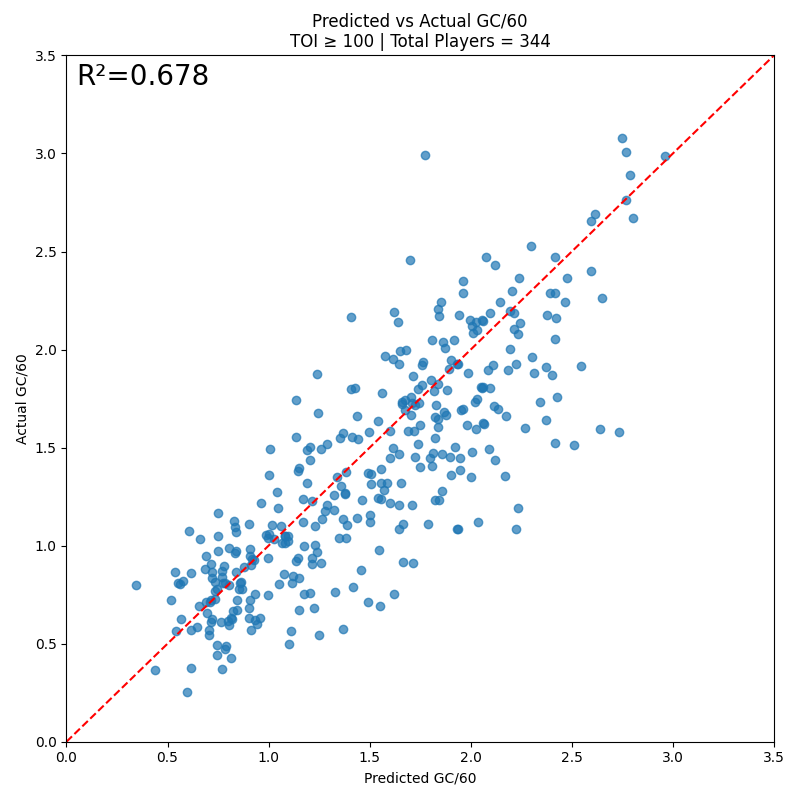 Predicted vs Actual GC/60
TOI ≥ 100 | Total Players = 344
R²=0.678
3.5
3.0
2.5
2.0
1.5
1.0
0.5
0.0
Actual GC/60
0.0 0.5 1.0 1.5 2.0 2.5 3.0 3.5
Predicted GC/60